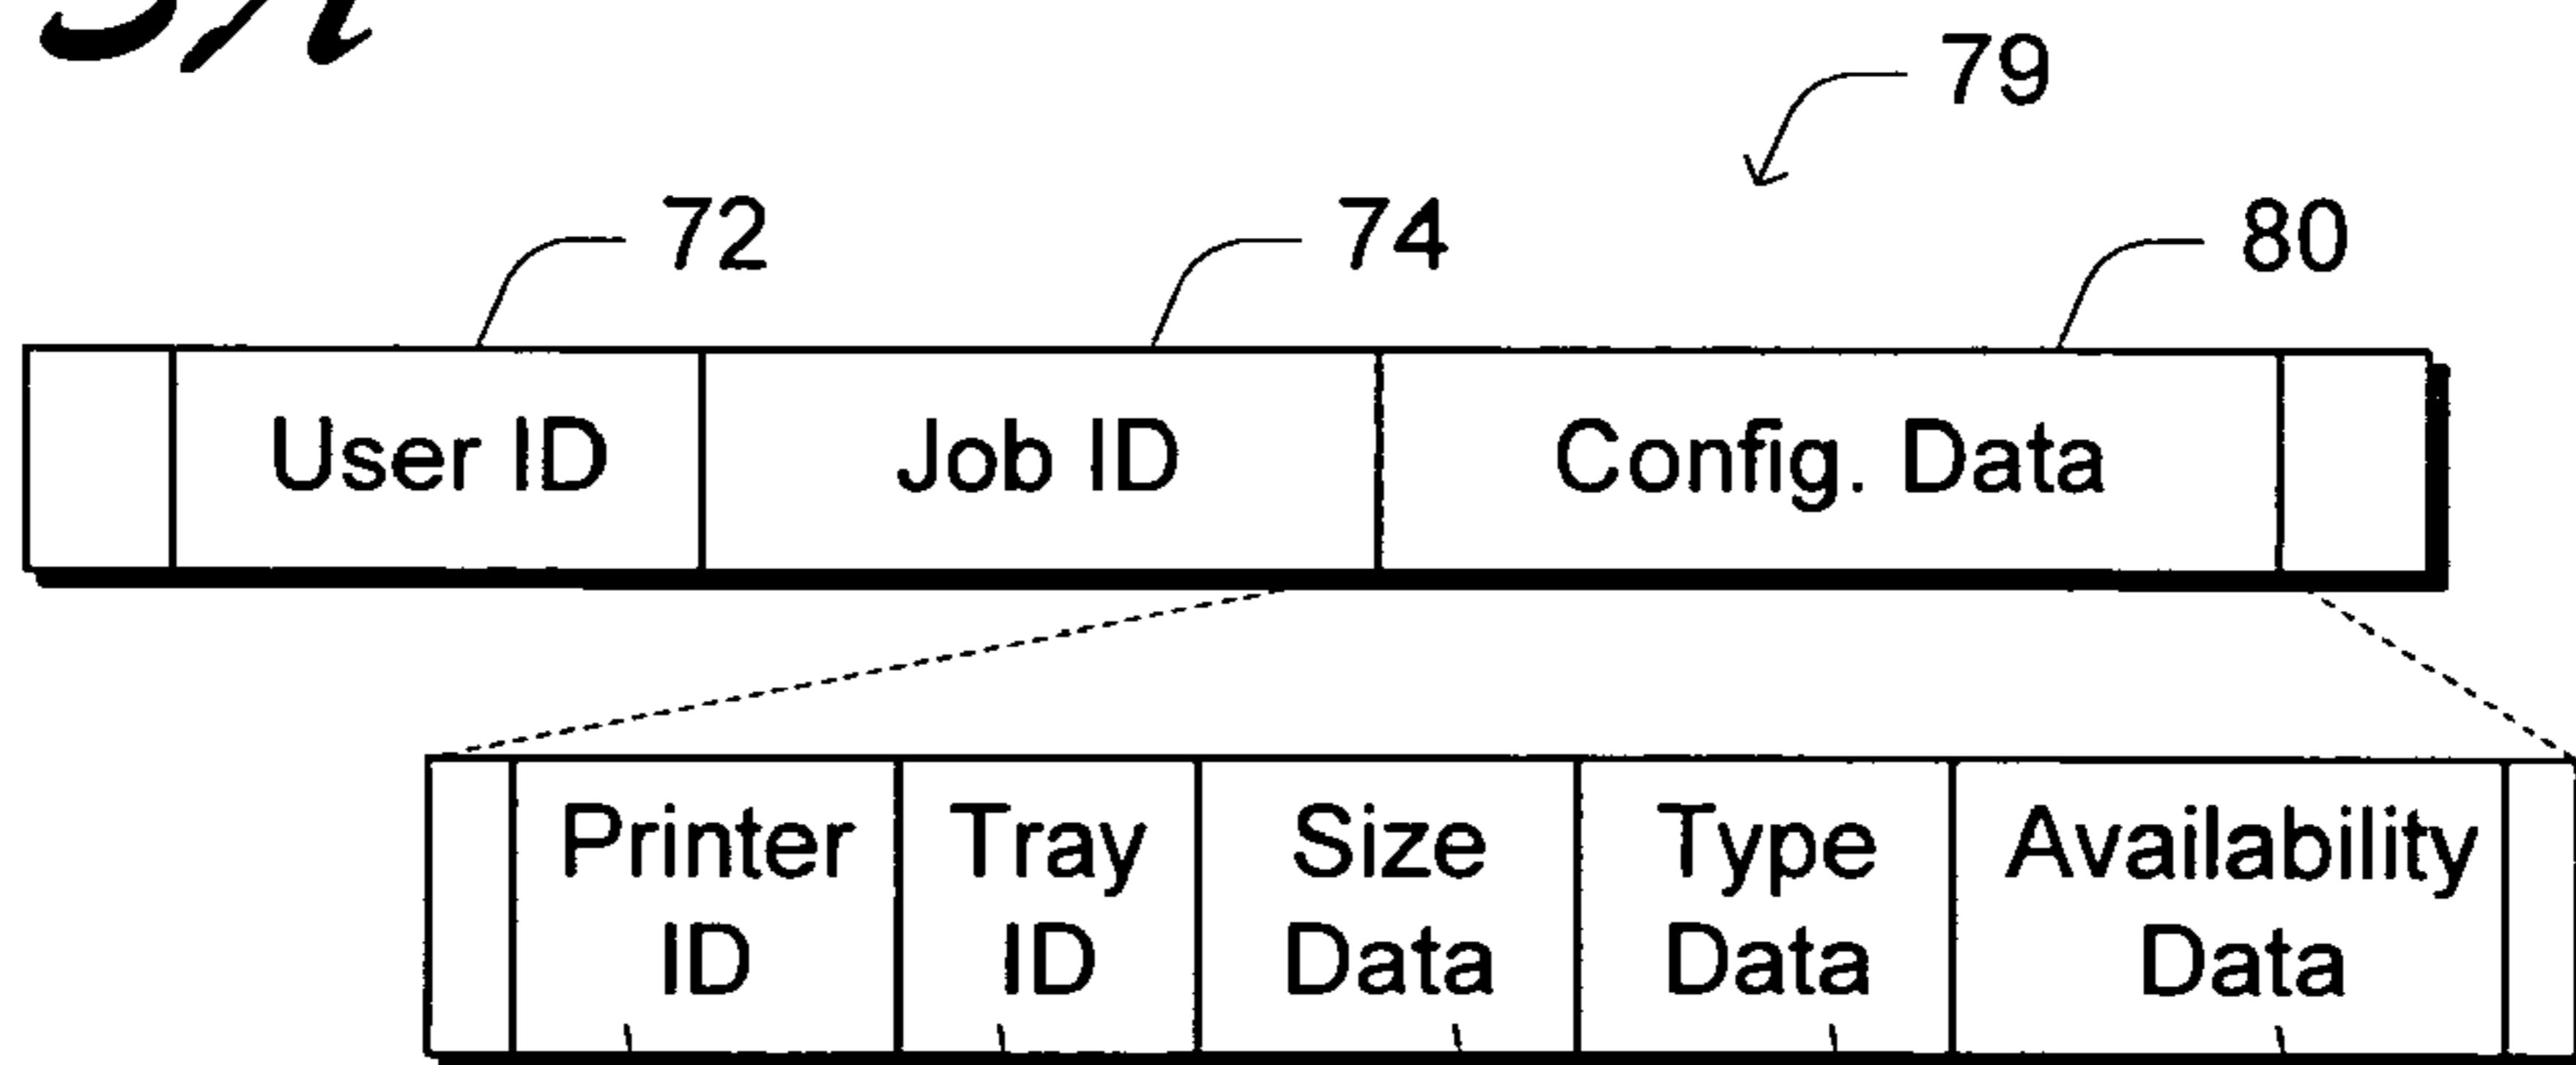 79
72 74 80
User ID Job ID Config. Data
Printer Tray Size Type Availability
ID ID Data Data Data